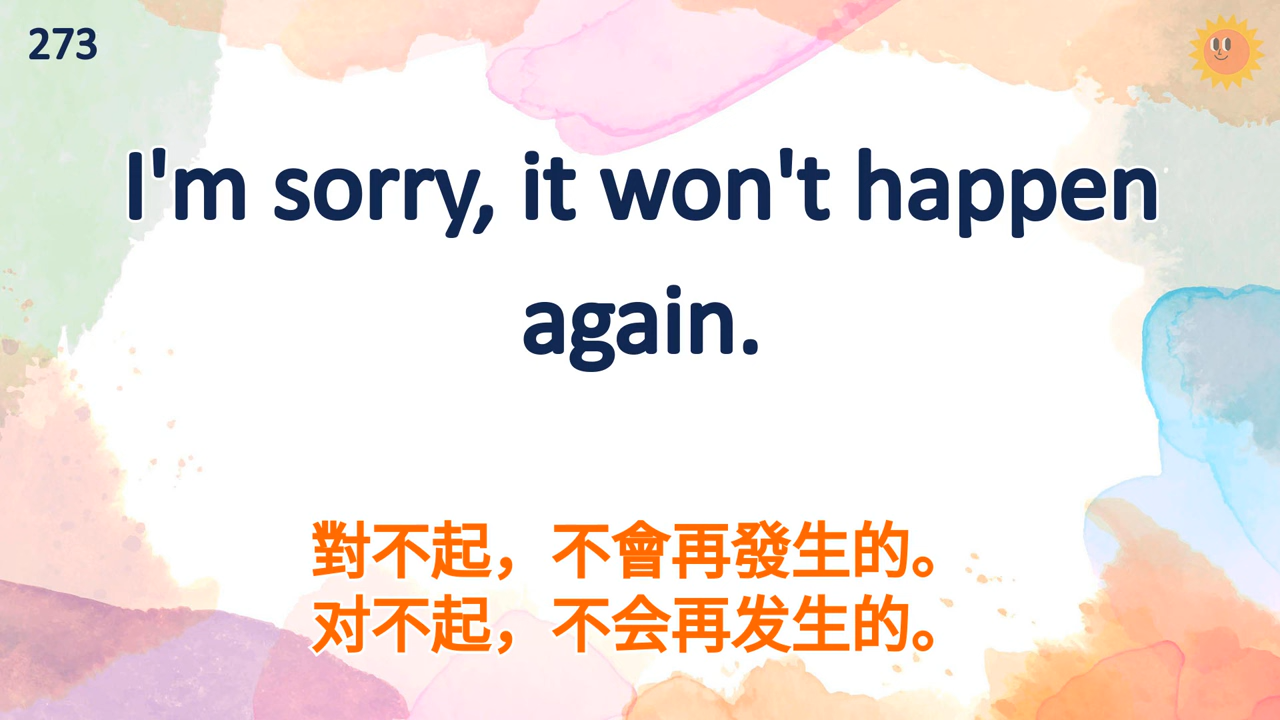 273
I'm sorry, it won't happen
again.
對不起，不會再發生的。
对不起，不会再发生的。